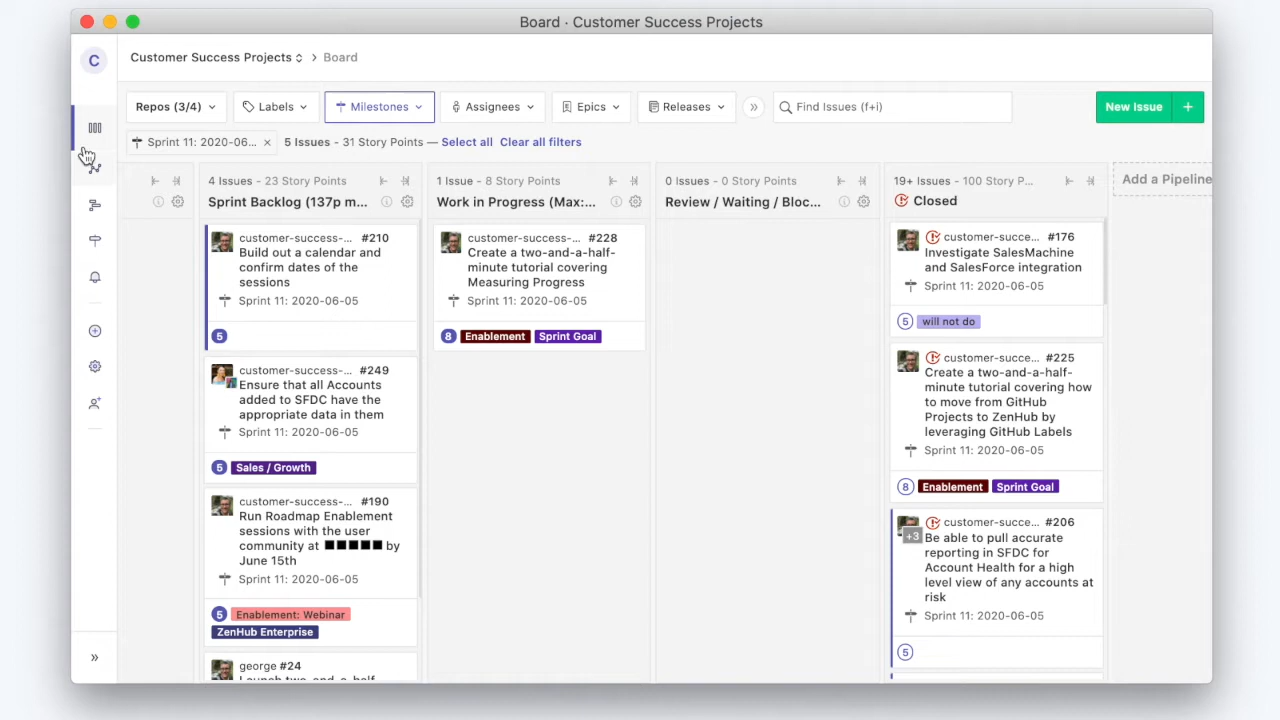 Board · Customer Success Projects
C
Customer Success Projects > Board
Repos (3/4)
Labels
Milestones
Assignees
Epics
Releases
Find Issues (f+i)
New Issue
Sprint 11: 2020-06... ×
5 Issues - 31 Story Points — Select all Clear all filters
4 Issues - 23 Story Points
Sprint Backlog (137p m...
customer-success-... #210
Build out a calendar and
confirm dates of the
sessions
Sprint 11: 2020-06-05
5
customer-success-... #249
Ensure that all Accounts
added to SFDC have the
appropriate data in them
Sprint 11: 2020-06-05
5 Sales / Growth
customer-success-... #190
Run Roadmap Enablement
sessions with the user
community at ■■■■■ by
June 15th
Sprint 11: 2020-06-05
5 Enablement: Webinar
ZenHub Enterprise
george #24
Launch two-and-a-half-
1 Issue - 8 Story Points
Work in Progress (Max:...
customer-success-... #228
Create a two-and-a-half-
minute tutorial covering
Measuring Progress
Sprint 11: 2020-06-05
8 Enablement Sprint Goal
0 Issues - 0 Story Points
Review / Waiting / Bloc...
19+ Issues - 100 Story P...
Closed
customer-succe... #176
Investigate SalesMachine
and SalesForce integration
Sprint 11: 2020-06-05
5 will not do
customer-succe... #225
Create a two-and-a-half-
minute tutorial covering how
to move from GitHub
Projects to ZenHub by
leveraging GitHub Labels
Sprint 11: 2020-06-05
8 Enablement Sprint Goal
customer-succe... #206
+3
Be able to pull accurate
reporting in SFDC for
Account Health for a high
level view of any accounts at
risk
Sprint 11: 2020-06-05
5
Add a Pipeline